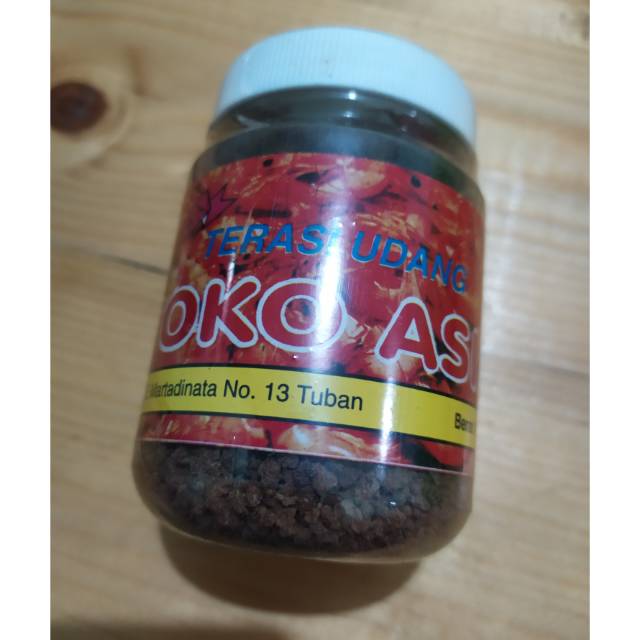 TERASI UDANG
OKO AS
Martadinata No. 13 Tuban